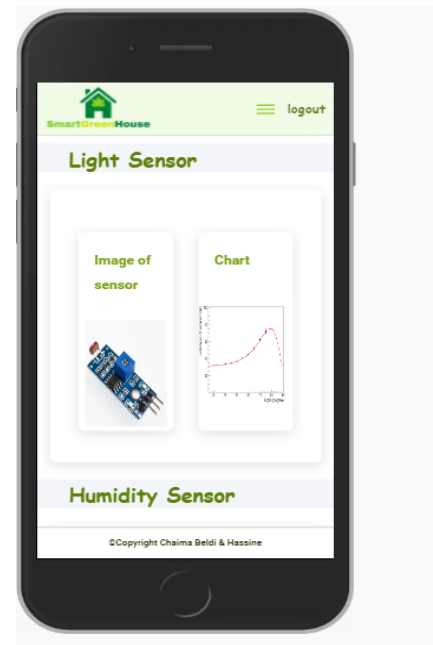 SmartGreenHouse
logout
Light Sensor
Image of
sensor
Chart
Humidity Sensor
©Copyright Chaima Beldi & Hassine